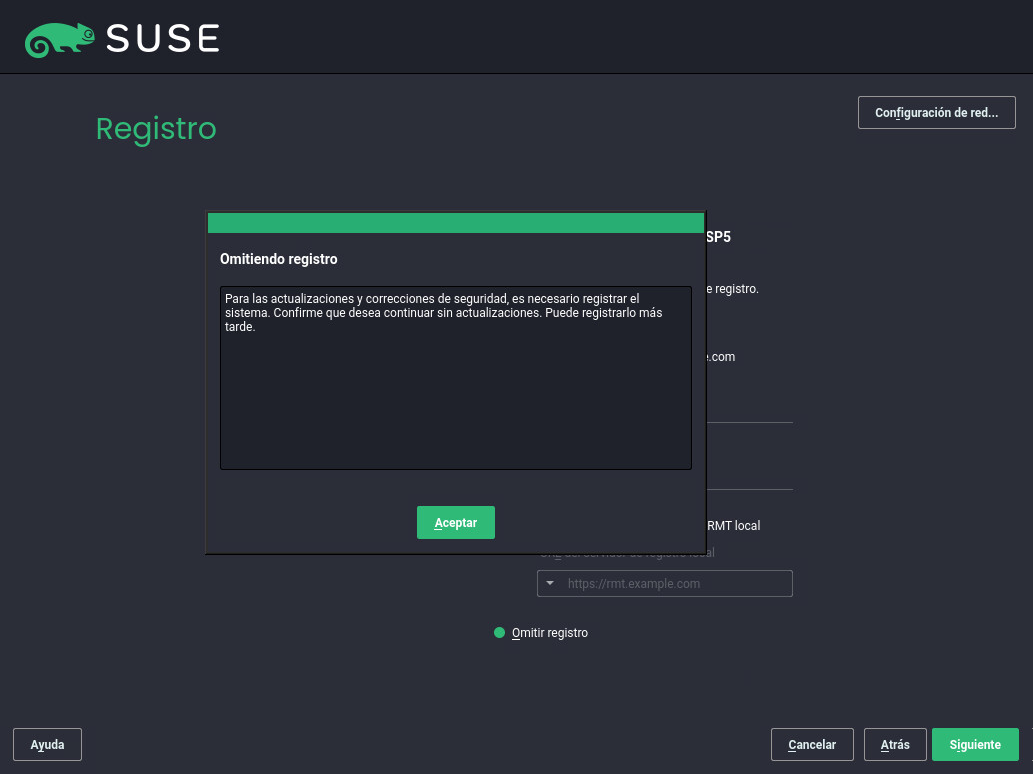 SUSE
Registro
Configuración de red...
SP5
Omitiendo registro
Para las actualizaciones y correcciones de seguridad, es necesario registrar el
sistema. Confirme que desea continuar sin actualizaciones. Puede registrarlo más
tarde.
e registro.
.com
Aceptar
RMT local
URL del servidor de registro local
https://rmt.example.com
Omitir registro
Ayuda
Cancelar
Atrás
Siguiente